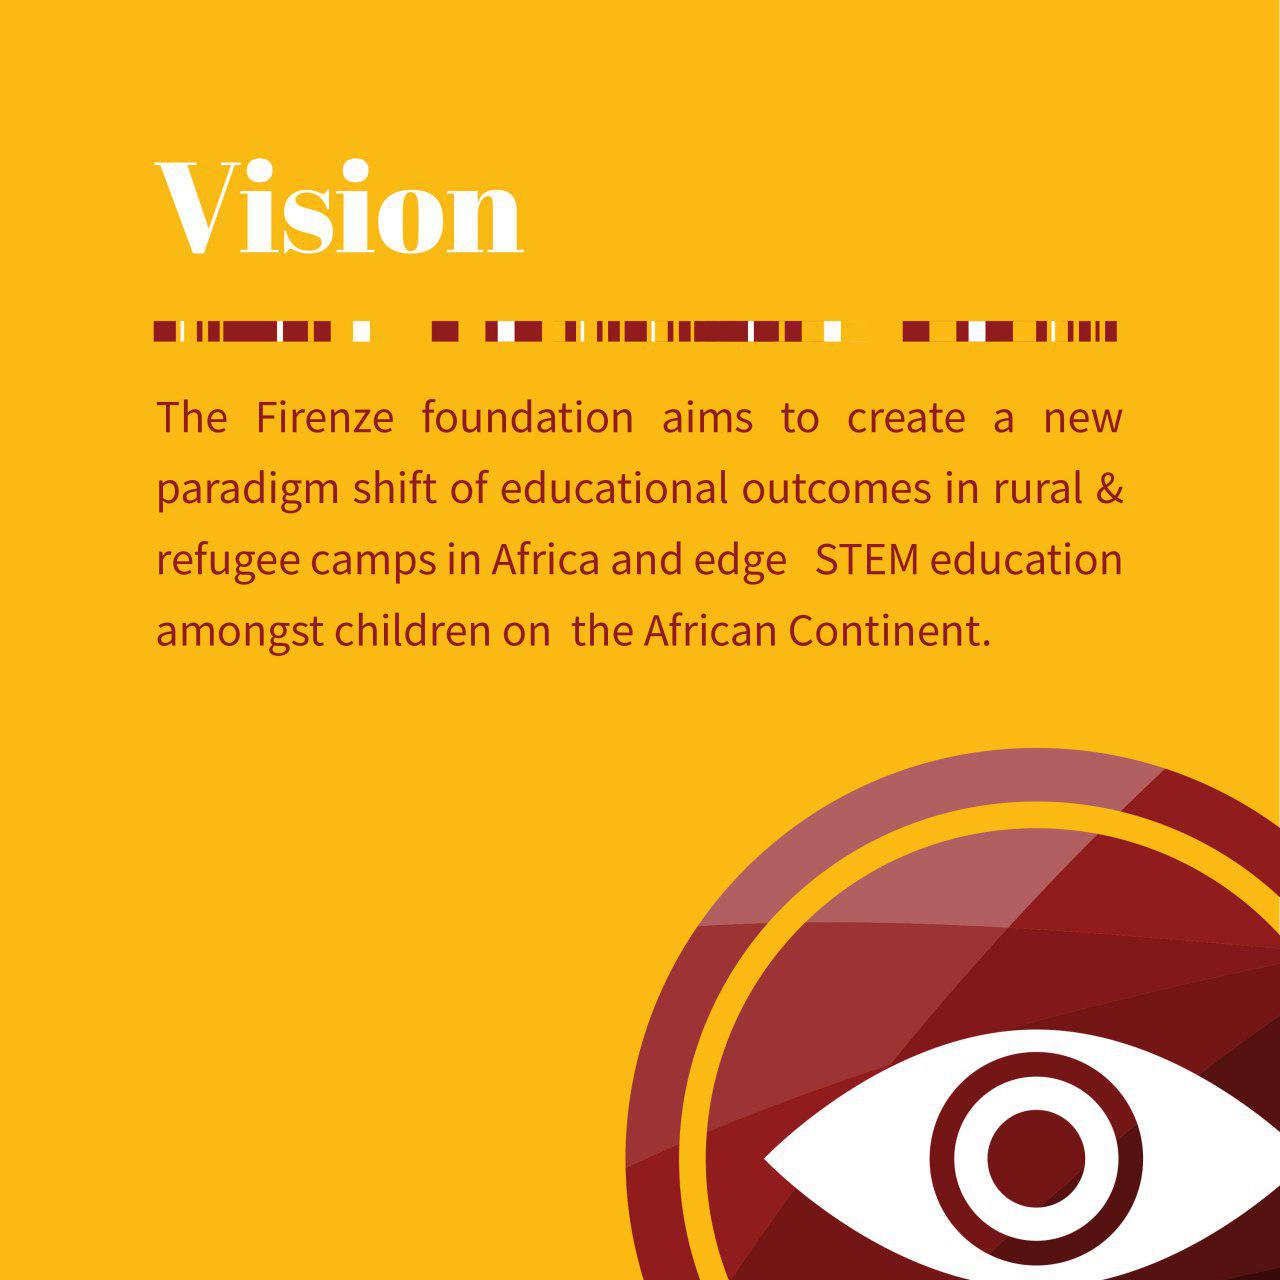 Vision
The Firenze foundation aims to create a new
paradigm shift of educational outcomes in rural &
refugee camps in Africa and edge STEM education
amongst children on the African Continent.